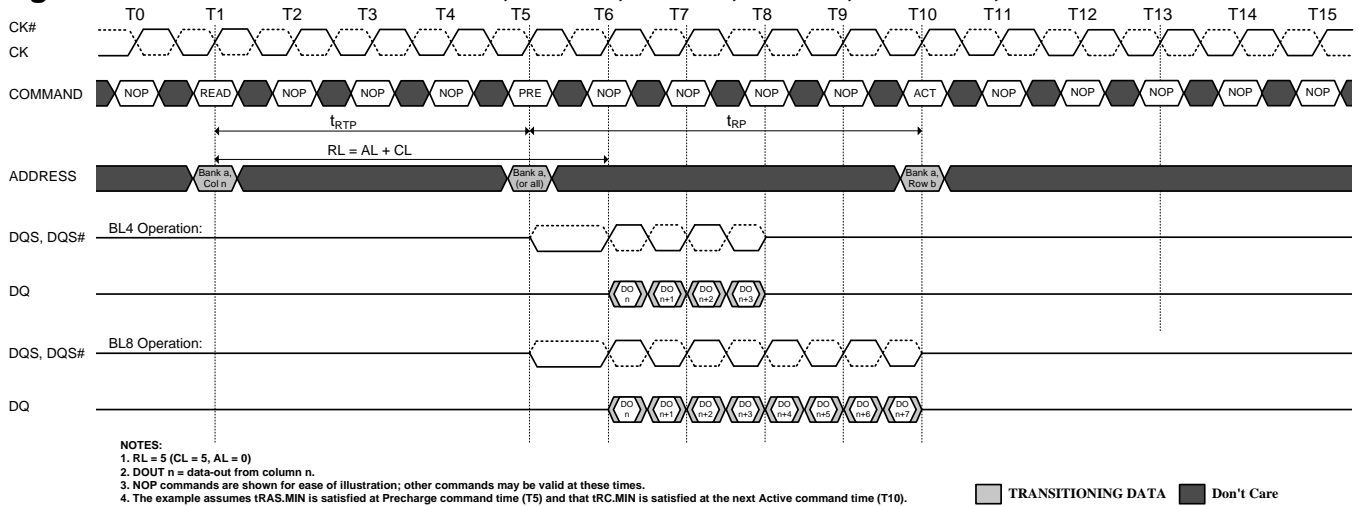 T0 T1 T2 T3 T4 T5 T6 T7 T8 T9 T10 T11 T12 T13 T14 T15
CK#
CK
COMMAND NOP READ NOP NOP NOP PRE NOP NOP NOP NOP ACT NOP NOP NOP NOP NOP
tRTP tRP
RL = AL + CL
ADDRESS Bank a, Col n Bank a, (or all) Bank a, Row b
BL4 Operation:
DQS, DQS#
DQ DO n DO n+1 DO n+2 DO n+3
BL8 Operation:
DQS, DQS#
DQ DO n DO n+1 DO n+2 DO n+3 DO n+4 DO n+5 DO n+6 DO n+7
NOTES:
1. RL = 5 (CL = 5, AL = 0)
2. DOUT n = data-out from column n.
3. NOP commands are shown for ease of illustration; other commands may be valid at these times.
4. The example assumes tRAS.MIN is satisfied at Precharge command time (T5) and that tRC.MIN is satisfied at the next Active command time (T10).
TRANSITIONING DATA Don't Care